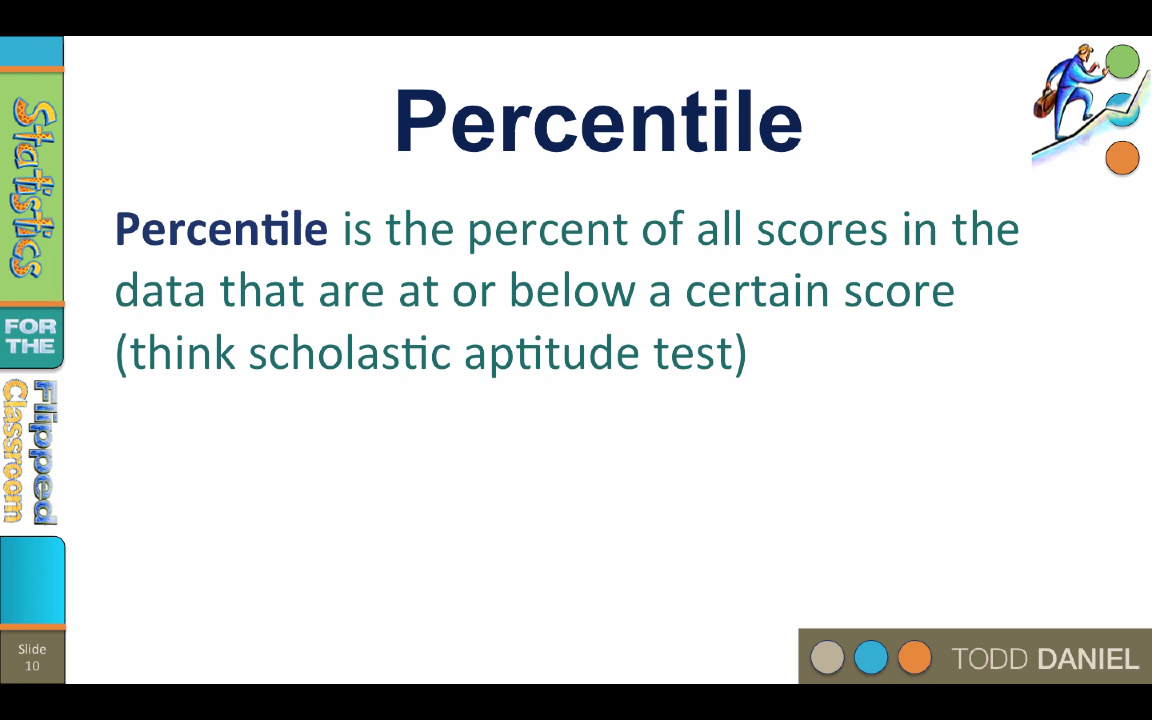 Percentile
Percentile is the percent of all scores in the
data that are at or below a certain score
(think scholastic aptitude test)
Statistics
FOR THE
Flipped
Classroom
Slide
10
TODD DANIEL